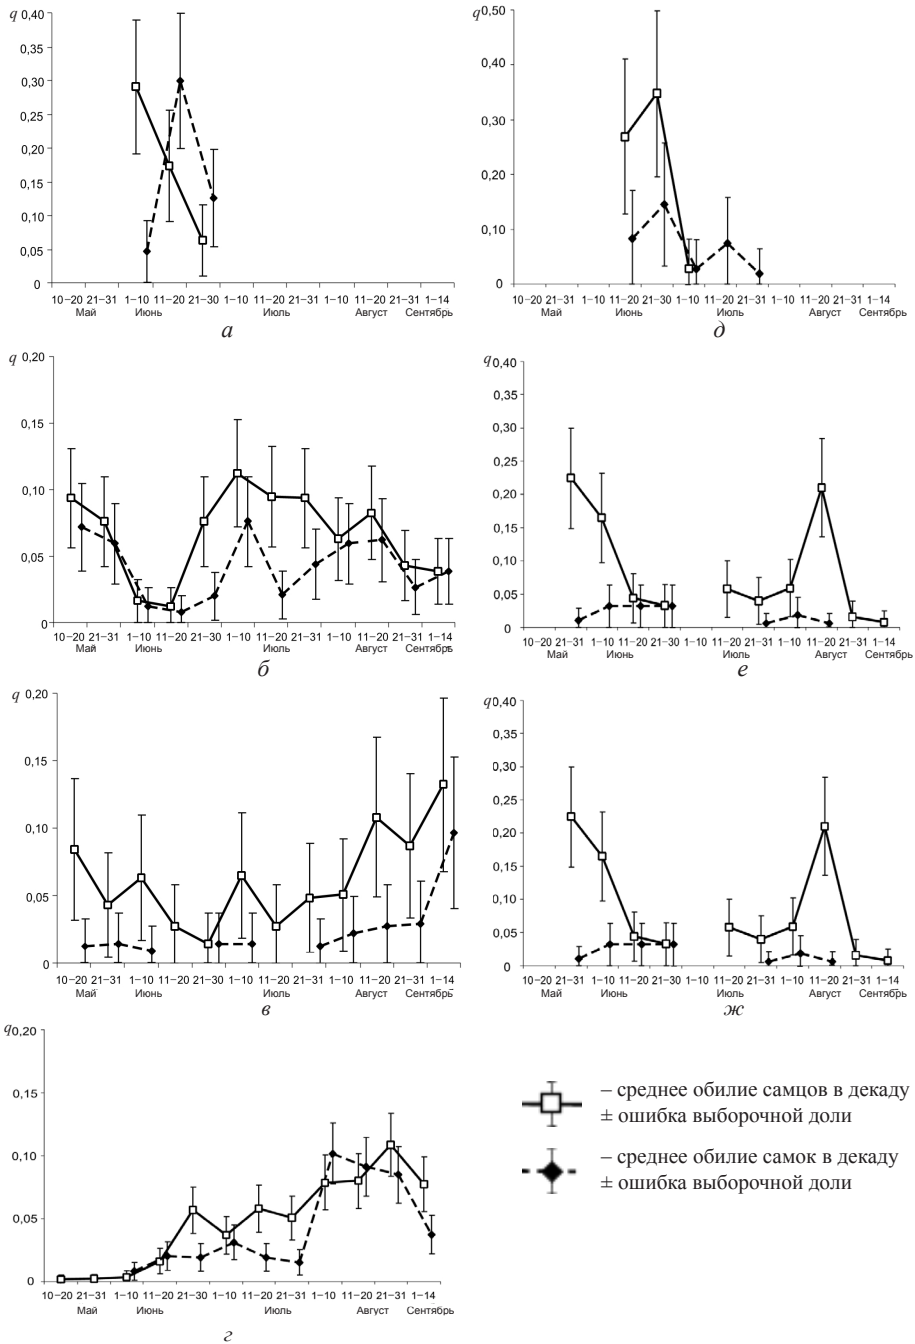 q 0,40
0,35
0,30
0,25
0,20
0,15
0,10
0,05
0
10–20 21–31 1–10 11–20 21–30 1–10 11–20 21–31 1–10 11–20 21–31 1–14
Май Июнь Июль Август Сентябрь
а
q 0,50
0,40
0,30
0,20
0,10
0
10–20 21–31 1–10 11–20 21–30 1–10 11–20 21–31 1–10 11–20 21–31 1–14
Май Июнь Июль Август Сентябрь
д
q 0,20
0,15
0,10
0,05
0
10–20 21–31 1–10 11–20 21–30 1–10 11–20 21–31 1–10 11–20 21–31 1–14
Май Июнь Июль Август Сентябрь
б
q 0,40
0,35
0,30
0,25
0,20
0,15
0,10
0,05
0
10–20 21–31 1–10 11–20 21–30 1–10 11–20 21–31 1–10 11–20 21–31 1–14
Май Июнь Июль Август Сентябрь
е
q 0,20
0,15
0,10
0,05
0
10–20 21–31 1–10 11–20 21–30 1–10 11–20 21–31 1–10 11–20 21–31 1–14
Май Июнь Июль Август Сентябрь
в
q 0,40
0,35
0,30
0,25
0,20
0,15
0,10
0,05
0
10–20 21–31 1–10 11–20 21–30 1–10 11–20 21–31 1–10 11–20 21–31 1–14
Май Июнь Июль Август Сентябрь
ж
q 0,20
0,15
0,10
0,05
0
10–20 21–31 1–10 11–20 21–30 1–10 11–20 21–31 1–10 11–20 21–31 1–14
Май Июнь Июль Август Сентябрь
г
– среднее обилие самцов в декаду
± ошибка выборочной доли
– среднее обилие самок в декаду
± ошибка выборочной доли